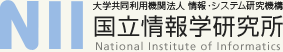 NII
大学共同利用機関法人 情報・システム研究機構
国立情報学研究所
National Institute of Informatics